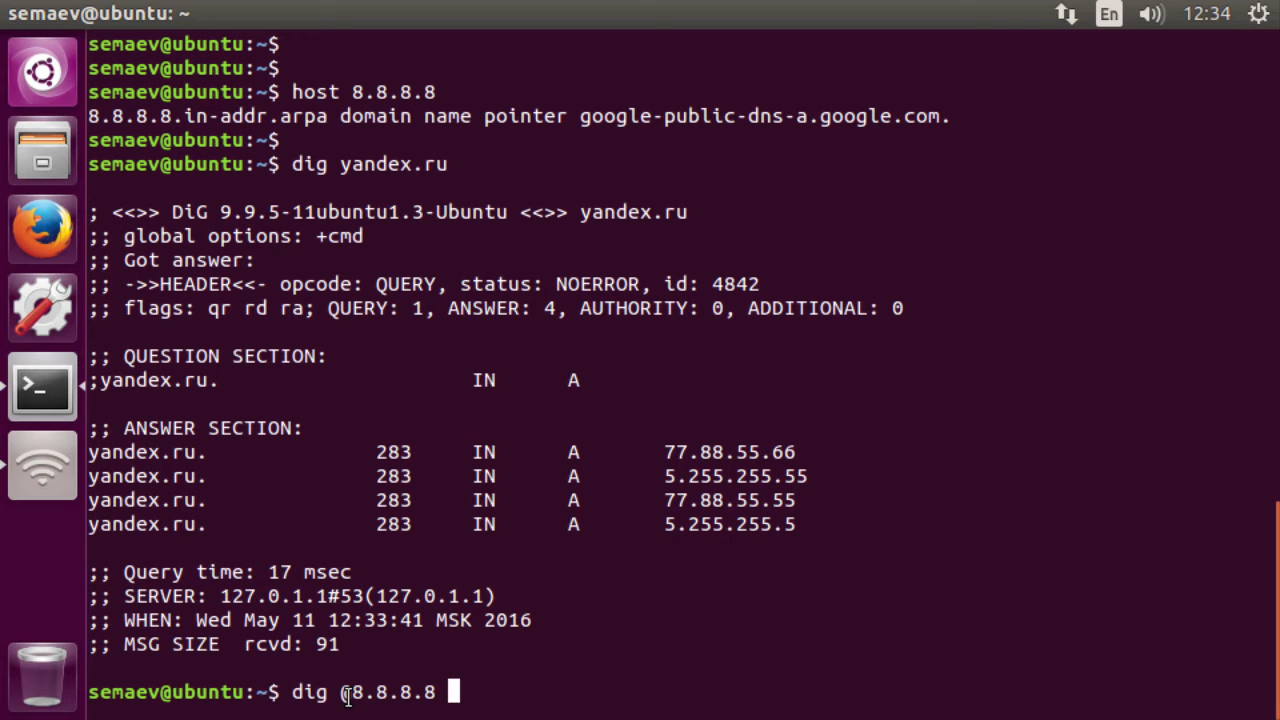 semaev@ubuntu: ~
En
12:34
semaev@ubuntu:~$
semaev@ubuntu:~$
semaev@ubuntu:~$ host 8.8.8.8
8.8.8.8.in-addr.arpa domain name pointer google-public-dns-a.google.com.
semaev@ubuntu:~$
semaev@ubuntu:~$ dig yandex.ru
; <<>> DiG 9.9.5-11ubuntu1.3-Ubuntu <<>> yandex.ru
;; global options: +cmd
;; Got answer:
;; ->>HEADER<<- opcode: QUERY, status: NOERROR, id: 4842
;; flags: qr rd ra; QUERY: 1, ANSWER: 4, AUTHORITY: 0, ADDITIONAL: 0
;; QUESTION SECTION:
;yandex.ru. IN A
;; ANSWER SECTION:
yandex.ru. 283 IN A 77.88.55.66
yandex.ru. 283 IN A 5.255.255.55
yandex.ru. 283 IN A 77.88.55.55
yandex.ru. 283 IN A 5.255.255.5
;; Query time: 17 msec
;; SERVER: 127.0.1.1#53(127.0.1.1)
;; WHEN: Wed May 11 12:33:41 MSK 2016
;; MSG SIZE rcvd: 91
semaev@ubuntu:~$ dig @8.8.8.8